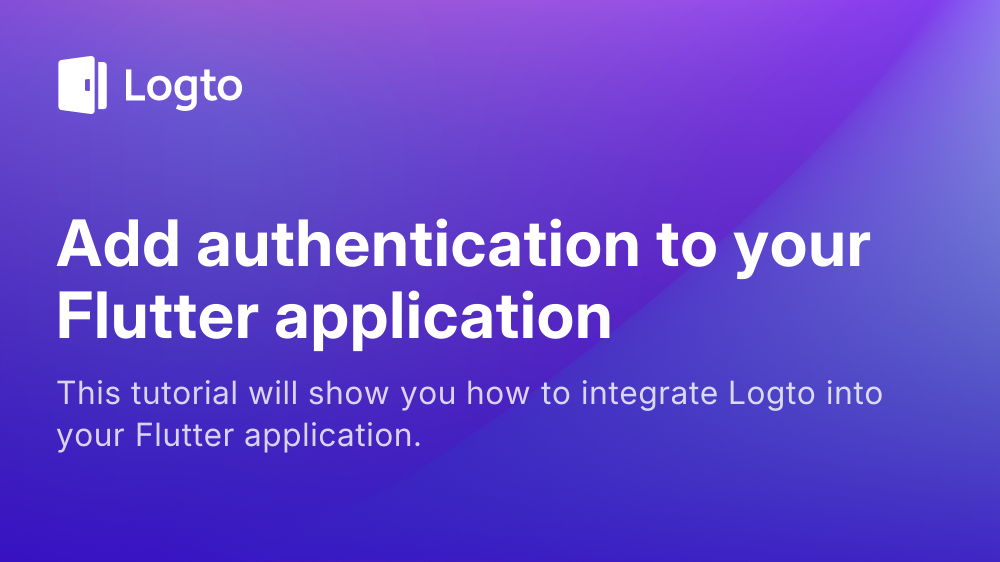 Logto
Add authentication to your
Flutter application
This tutorial will show you how to integrate Logto into
your Flutter application.